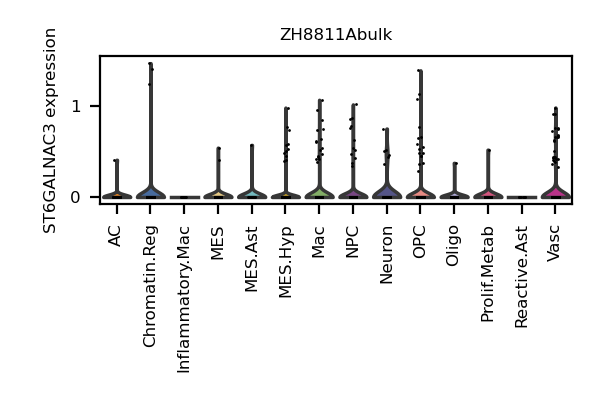 ZH8811Abulk
ST6GALNAC3 expression
1
0
AC
Chromatin.Reg
Inflammatory.Mac
MES
MES.Ast
MES.Hyp
Mac
NPC
Neuron
OPC
Oligo
Prolif.Metab
Reactive.Ast
Vasc